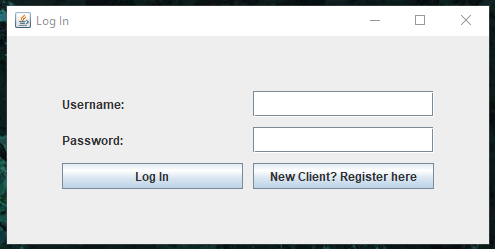 Log In
Username:
Password:
Log In
New Client? Register here